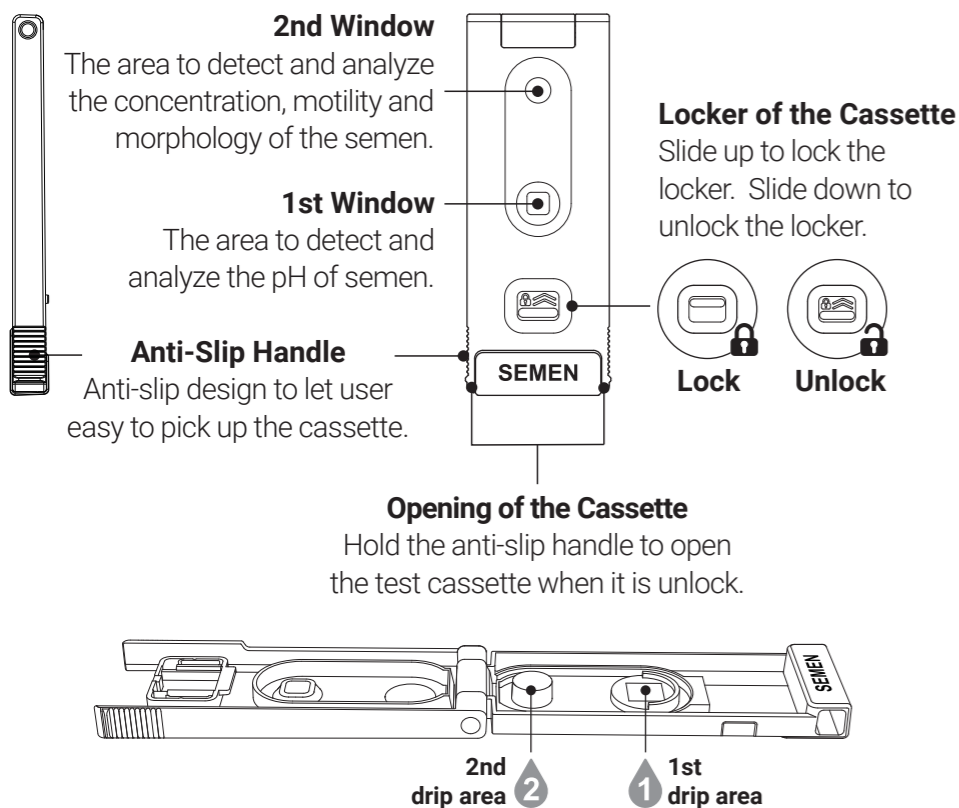 2nd Window
The area to detect and analyze
the concentration, motility and
morphology of the semen.
1st Window
The area to detect and
analyze the pH of semen.
Anti-Slip Handle
Anti-slip design to let user
easy to pick up the cassette.
Locker of the Cassette
Slide up to lock the
locker. Slide down to
unlock the locker.
Lock
Unlock
SEMEN
Opening of the Cassette
Hold the anti-slip handle to open
the test cassette when it is unlock.
SEMEN
2nd
drip area
2
1
1st
drip area